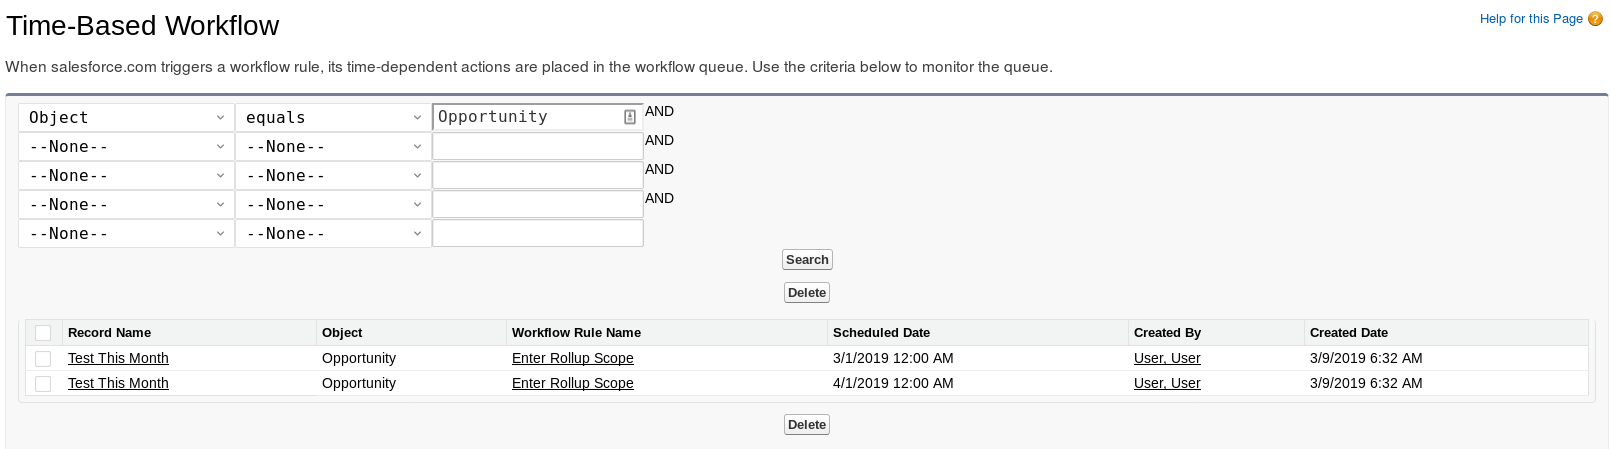 Time-Based Workflow
Help for this Page ?
When salesforce.com triggers a workflow rule, its time-dependent actions are placed in the workflow queue. Use the criteria below to monitor the queue.
Object equals Opportunity AND
--None-- --None-- AND
--None-- --None-- AND
--None-- --None-- AND
--None-- --None--
Search
Delete
Record Name Object Workflow Rule Name Scheduled Date Created By Created Date
Test This Month Opportunity Enter Rollup Scope 3/1/2019 12:00 AM User, User 3/9/2019 6:32 AM
Test This Month Opportunity Enter Rollup Scope 4/1/2019 12:00 AM User, User 3/9/2019 6:32 AM
Delete